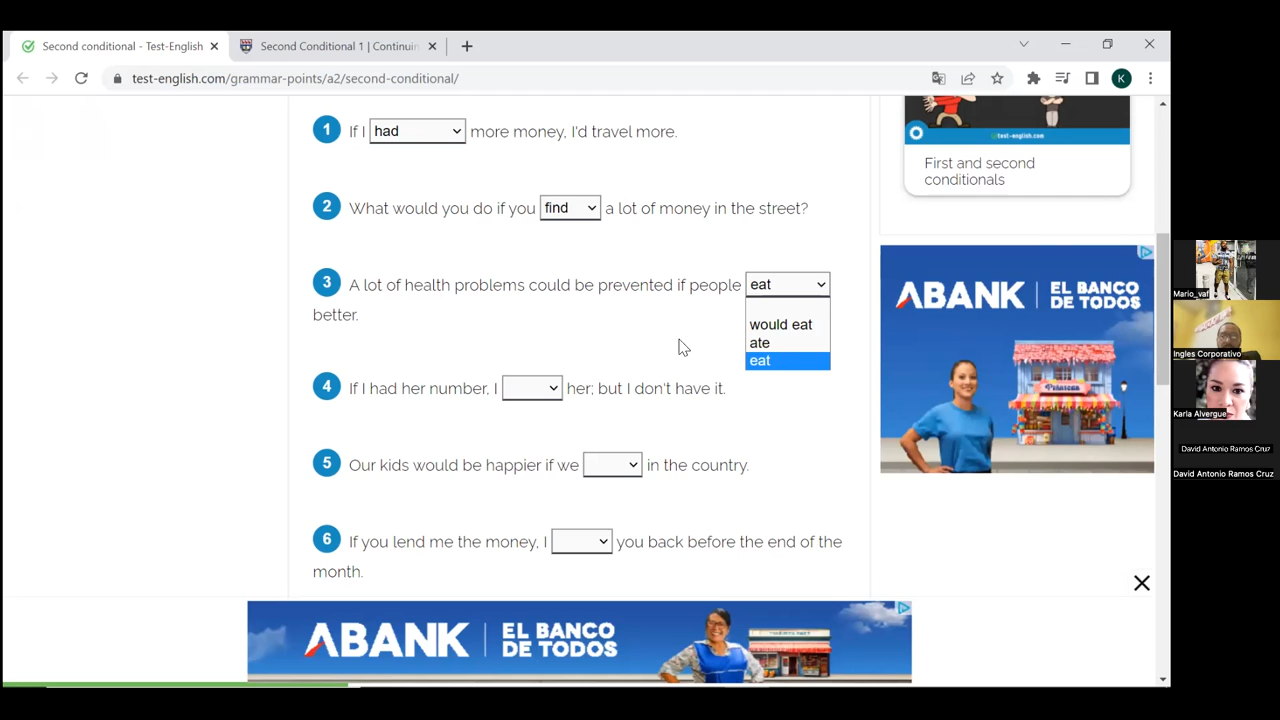 Second conditional - Test-English
Second Conditional 1 | Continuin
test-english.com/grammar-points/a2/second-conditional/
K
1 If I had more money, I'd travel more.
2 What would you do if you find a lot of money in the street?
3 A lot of health problems could be prevented if people eat
better.
would eat
ate
eat
4 If I had her number, I her; but I don't have it.
5 Our kids would be happier if we in the country.
6 If you lend me the money, I you back before the end of the
month.
test-english.com
First and second
conditionals
ABANK | EL BANCO
DE TODOS
ABANK | EL BANCO
DE TODOS
Mario_vaf
Ingles Corporativo
Karla Alvergue
David Antonio Ramos Cruz
David Antonio Ramos Cruz